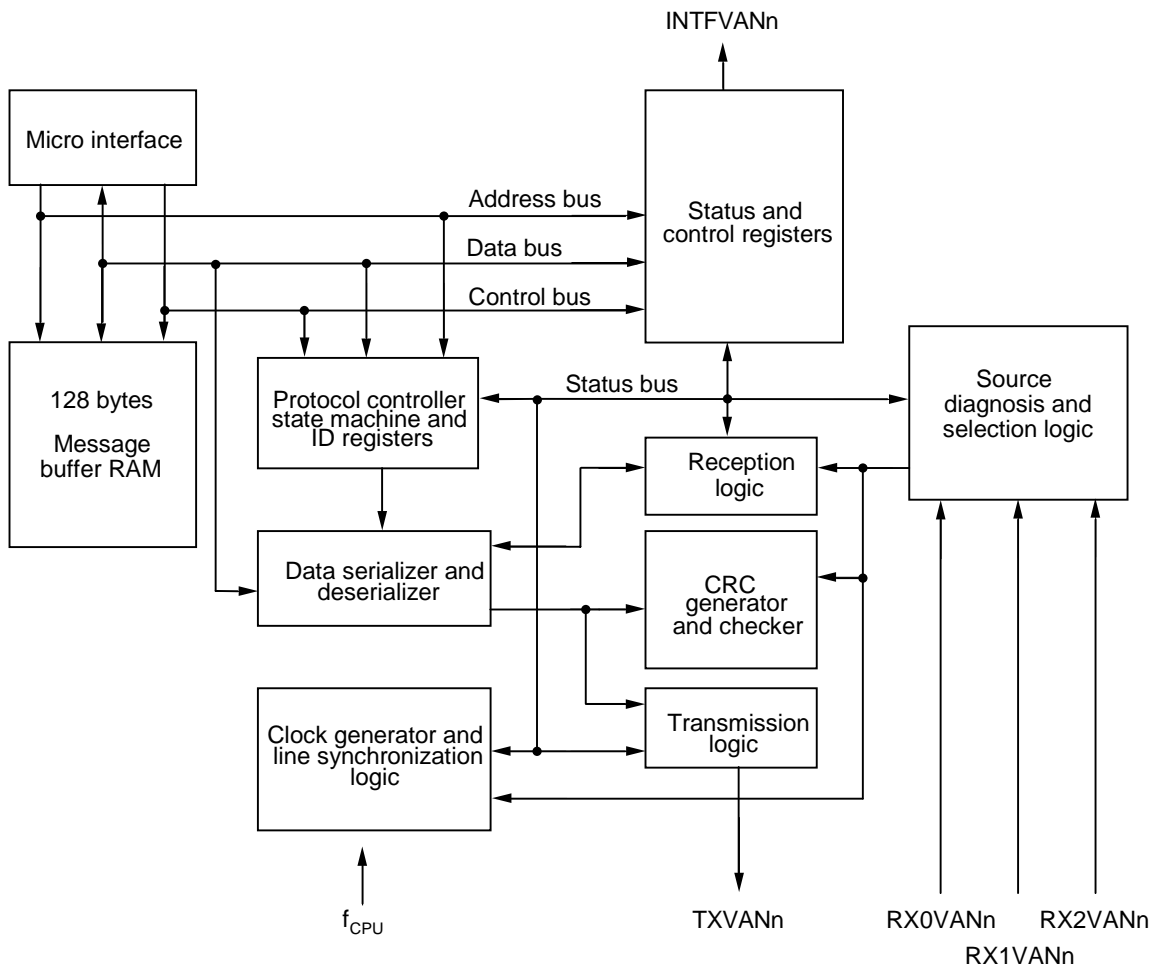 INTFVANn
Micro interface
Address bus
Data bus
Control bus
Status and
control registers
128 bytes
Message
buffer RAM
Protocol controller
state machine and
ID registers
Status bus
Source
diagnosis and
selection logic
Reception
logic
Data serializer and
deserializer
CRC
generator
and checker
Clock generator and
line synchronization
logic
Transmission
logic
fCPU
TXVANn
RX0VANn
RX1VANn
RX2VANn